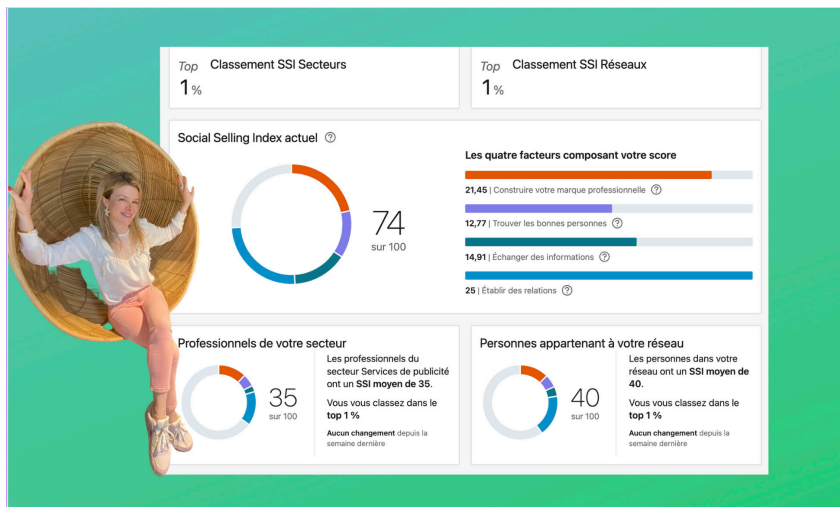 Top Classement SSI Secteurs
1 %
Top Classement SSI Réseaux
1 %
Social Selling Index actuel ?
74
sur 100
Les quatre facteurs composant votre score
21,45 | Construire votre marque professionnelle ?
12,77 | Trouver les bonnes personnes ?
14,91 | Échanger des informations ?
25 | Établir des relations ?
Professionnels de votre secteur
35
sur 100
Les professionnels du
secteur Services de publicité
ont un SSI moyen de 35.
Vous vous classez dans le
top 1 %
Aucun changement depuis la
semaine dernière
Personnes appartenant à votre réseau
40
sur 100
Les personnes dans votre
réseau ont un SSI moyen de
40.
Vous vous classez dans le
top 1 %
Aucun changement depuis la
semaine dernière